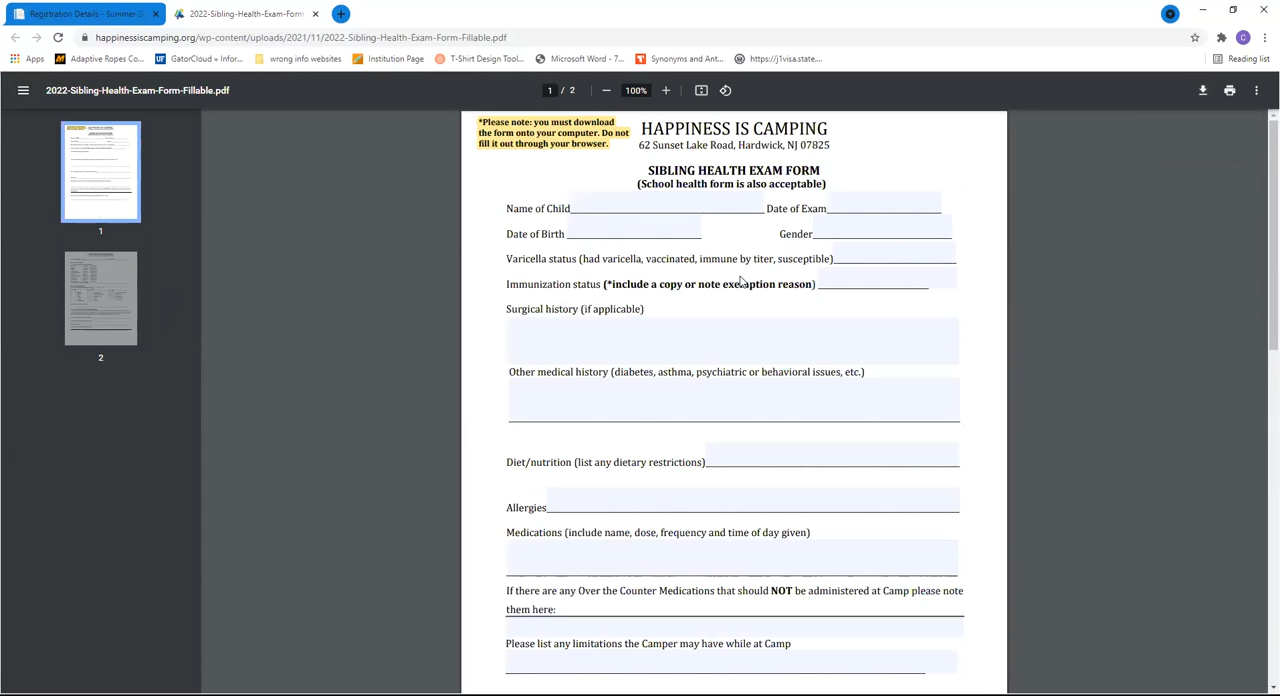 Registration Details - Summer 2
2022-Sibling-Health-Exam-Form
happinessiscamping.org/wp-content/uploads/2021/11/2022-Sibling-Health-Exam-Form-Fillable.pdf
C
Apps
Adaptive Ropes Co...
GatorCloud » Infor...
wrong info websites
Institution Page
T-Shirt Design Tool...
Microsoft Word - 7...
Synonyms and Ant...
https://j1visa.state....
Reading list
2022-Sibling-Health-Exam-Form-Fillable.pdf
1 / 2
100%
1
2
*Please note: you must download
the form onto your computer. Do not
fill it out through your browser.
HAPPINESS IS CAMPING
62 Sunset Lake Road, Hardwick, NJ 07825
SIBLING HEALTH EXAM FORM
(School health form is also acceptable)
Name of Child Date of Exam
Date of Birth Gender
Varicella status (had varicella, vaccinated, immune by titer, susceptible)
Immunization status (*include a copy or note exemption reason)
Surgical history (if applicable)
Other medical history (diabetes, asthma, psychiatric or behavioral issues, etc.)
Diet/nutrition (list any dietary restrictions)
Allergies
Medications (include name, dose, frequency and time of day given)
If there are any Over the Counter Medications that should NOT be administered at Camp please note
them here:
Please list any limitations the Camper may have while at Camp